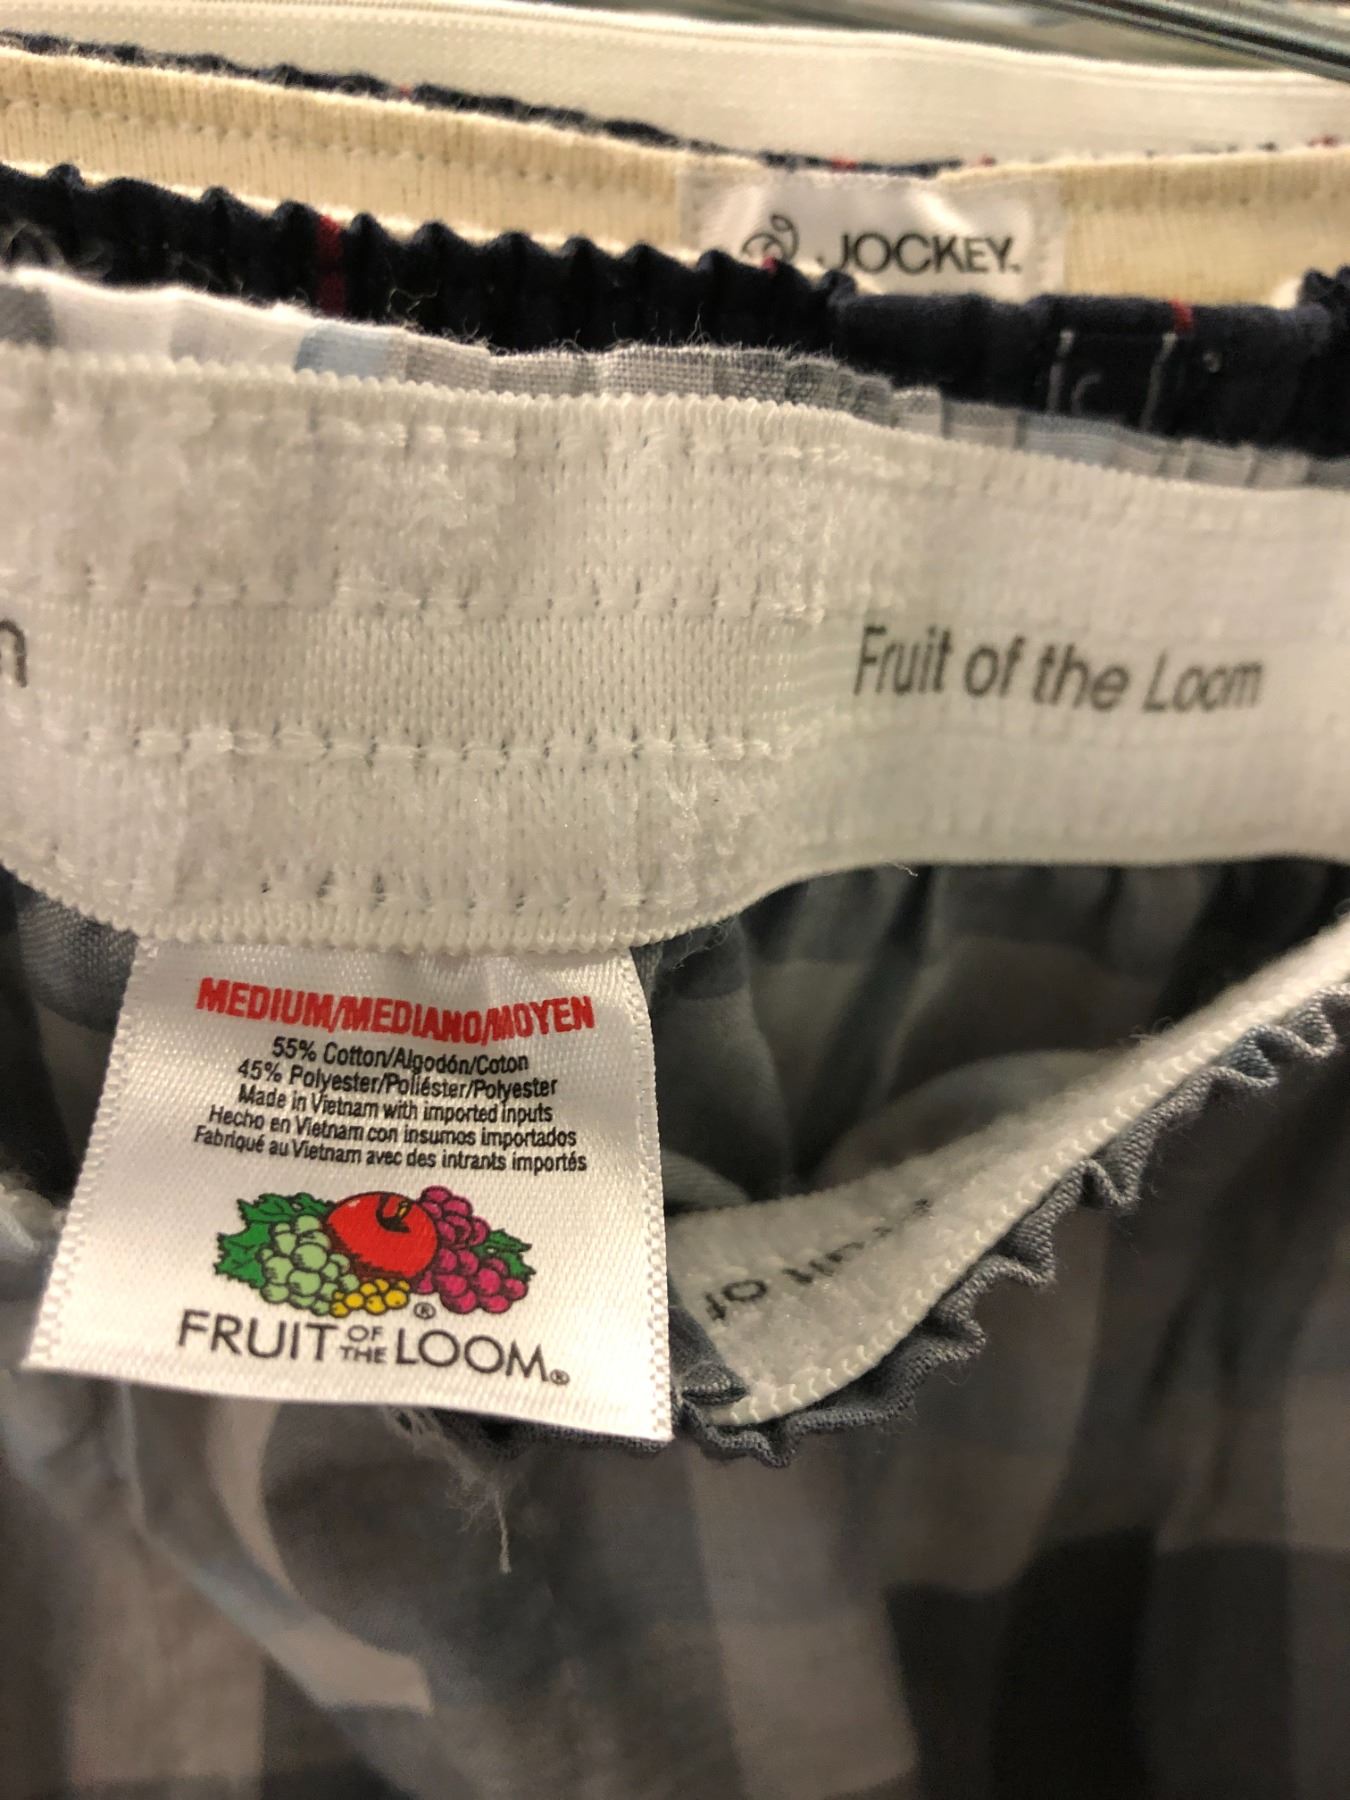 JOCKEY.
Fruit of the Loom
MEDIUM/MEDIANO/MOYEN
55% Cotton/Algodón/Coton
45% Polyester/Poliéster/Polyester
Made in Vietnam with imported inputs
Hecho en Vietnam con insumos importados
Fabriqué au Vietnam avec des intrants importés
FRUIT OF THE LOOM®
Fruit of